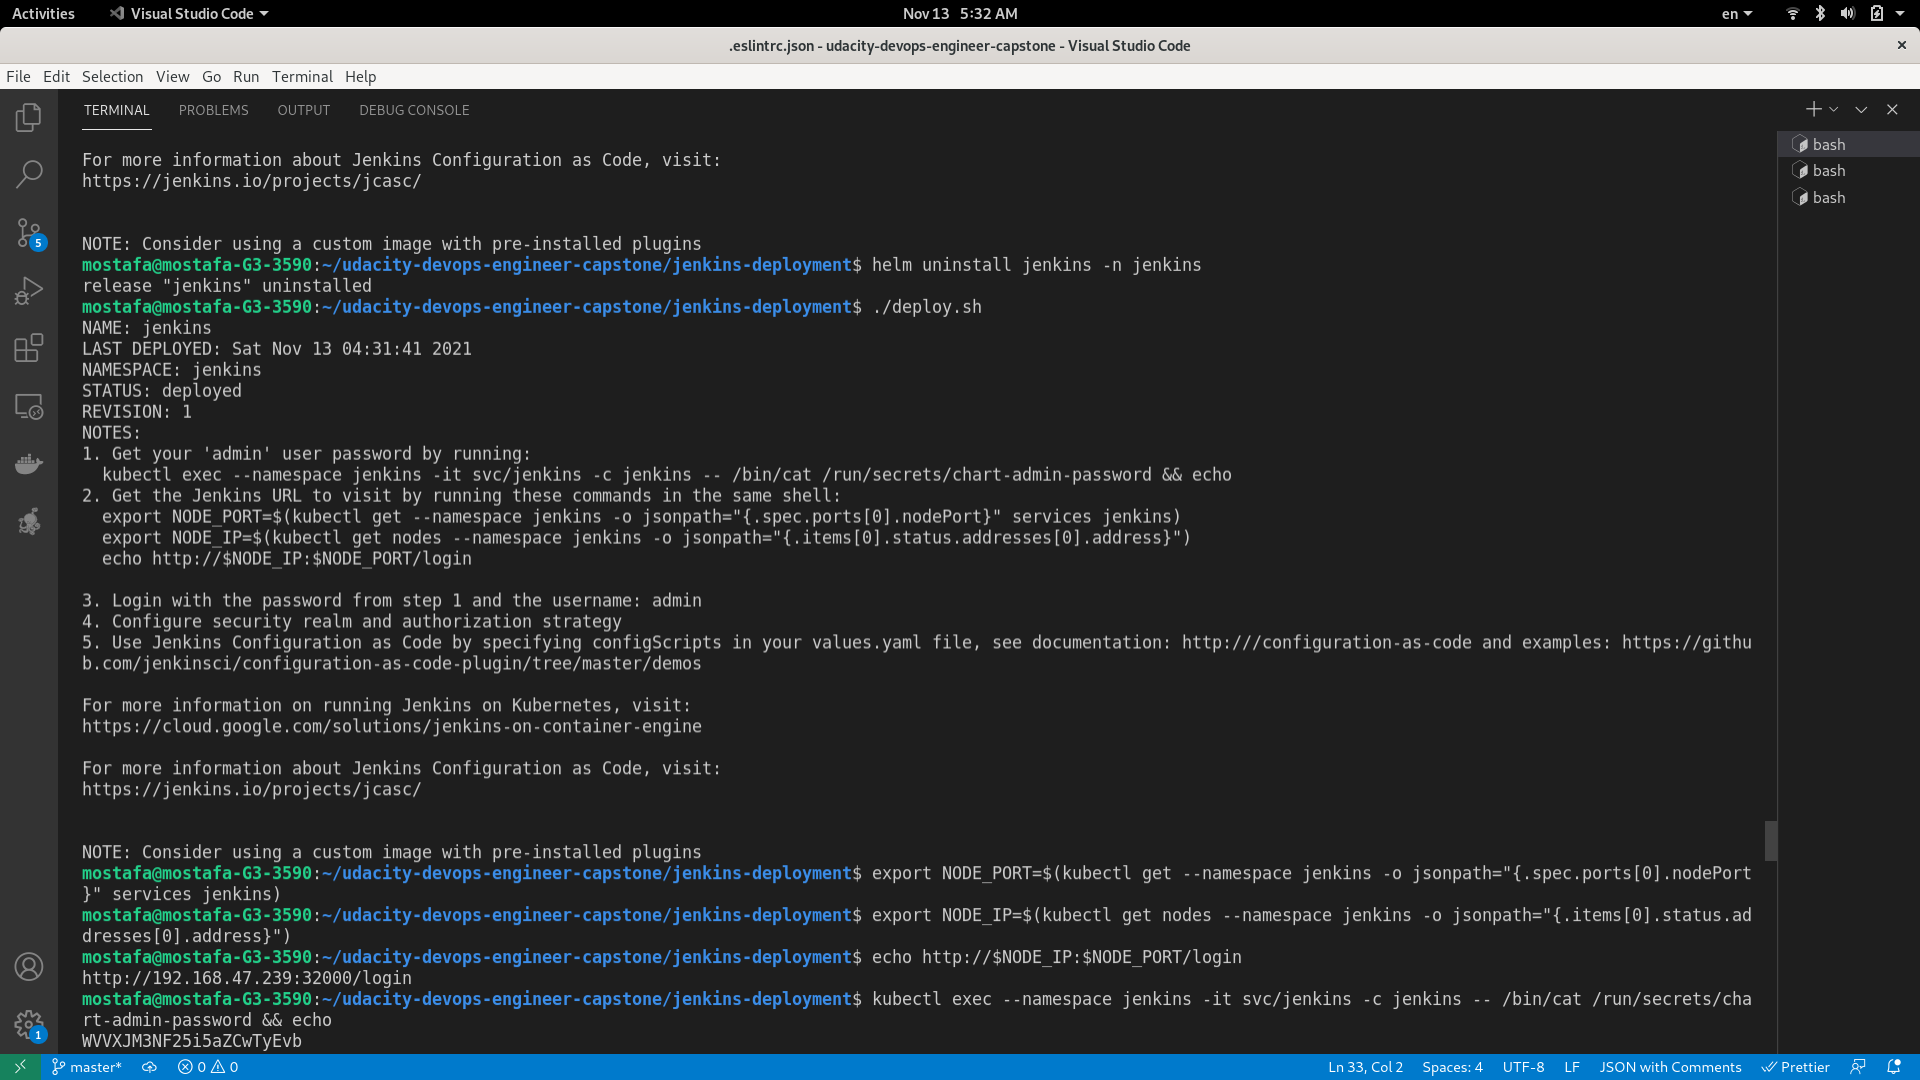 Activities Visual Studio Code Nov 13 5:32 AM en
.eslintrc.json - udacity-devops-engineer-capstone - Visual Studio Code
File Edit Selection View Go Run Terminal Help
TERMINAL PROBLEMS OUTPUT DEBUG CONSOLE
bash
bash
bash
For more information about Jenkins Configuration as Code, visit:
https://jenkins.io/projects/jcasc/
NOTE: Consider using a custom image with pre-installed plugins
mostafa@mostafa-G3-3590:~/udacity-devops-engineer-capstone/jenkins-deployment$ helm uninstall jenkins -n jenkins
release "jenkins" uninstalled
mostafa@mostafa-G3-3590:~/udacity-devops-engineer-capstone/jenkins-deployment$ ./deploy.sh
NAME: jenkins
LAST DEPLOYED: Sat Nov 13 04:31:41 2021
NAMESPACE: jenkins
STATUS: deployed
REVISION: 1
NOTES:
1. Get your 'admin' user password by running:
  kubectl exec --namespace jenkins -it svc/jenkins -c jenkins -- /bin/cat /run/secrets/chart-admin-password && echo
2. Get the Jenkins URL to visit by running these commands in the same shell:
  export NODE_PORT=$(kubectl get --namespace jenkins -o jsonpath="{.spec.ports[0].nodePort}" services jenkins)
  export NODE_IP=$(kubectl get nodes --namespace jenkins -o jsonpath="{.items[0].status.addresses[0].address}")
  echo http://$NODE_IP:$NODE_PORT/login
3. Login with the password from step 1 and the username: admin
4. Configure security realm and authorization strategy
5. Use Jenkins Configuration as Code by specifying configScripts in your values.yaml file, see documentation: http:///configuration-as-code and examples: https://githu
b.com/jenkinsci/configuration-as-code-plugin/tree/master/demos
For more information on running Jenkins on Kubernetes, visit:
https://cloud.google.com/solutions/jenkins-on-container-engine
For more information about Jenkins Configuration as Code, visit:
https://jenkins.io/projects/jcasc/
NOTE: Consider using a custom image with pre-installed plugins
mostafa@mostafa-G3-3590:~/udacity-devops-engineer-capstone/jenkins-deployment$ export NODE_PORT=$(kubectl get --namespace jenkins -o jsonpath="{.spec.ports[0].nodePort
}" services jenkins)
mostafa@mostafa-G3-3590:~/udacity-devops-engineer-capstone/jenkins-deployment$ export NODE_IP=$(kubectl get nodes --namespace jenkins -o jsonpath="{.items[0].status.ad
dresses[0].address}")
mostafa@mostafa-G3-3590:~/udacity-devops-engineer-capstone/jenkins-deployment$ echo http://$NODE_IP:$NODE_PORT/login
http://192.168.47.239:32000/login
mostafa@mostafa-G3-3590:~/udacity-devops-engineer-capstone/jenkins-deployment$ kubectl exec --namespace jenkins -it svc/jenkins -c jenkins -- /bin/cat /run/secrets/cha
rt-admin-password && echo
WVVXJM3NF25i5aZCwTyEvb
5
1
master* 0 0 Ln 33, Col 2 Spaces: 4 UTF-8 LF JSON with Comments Prettier